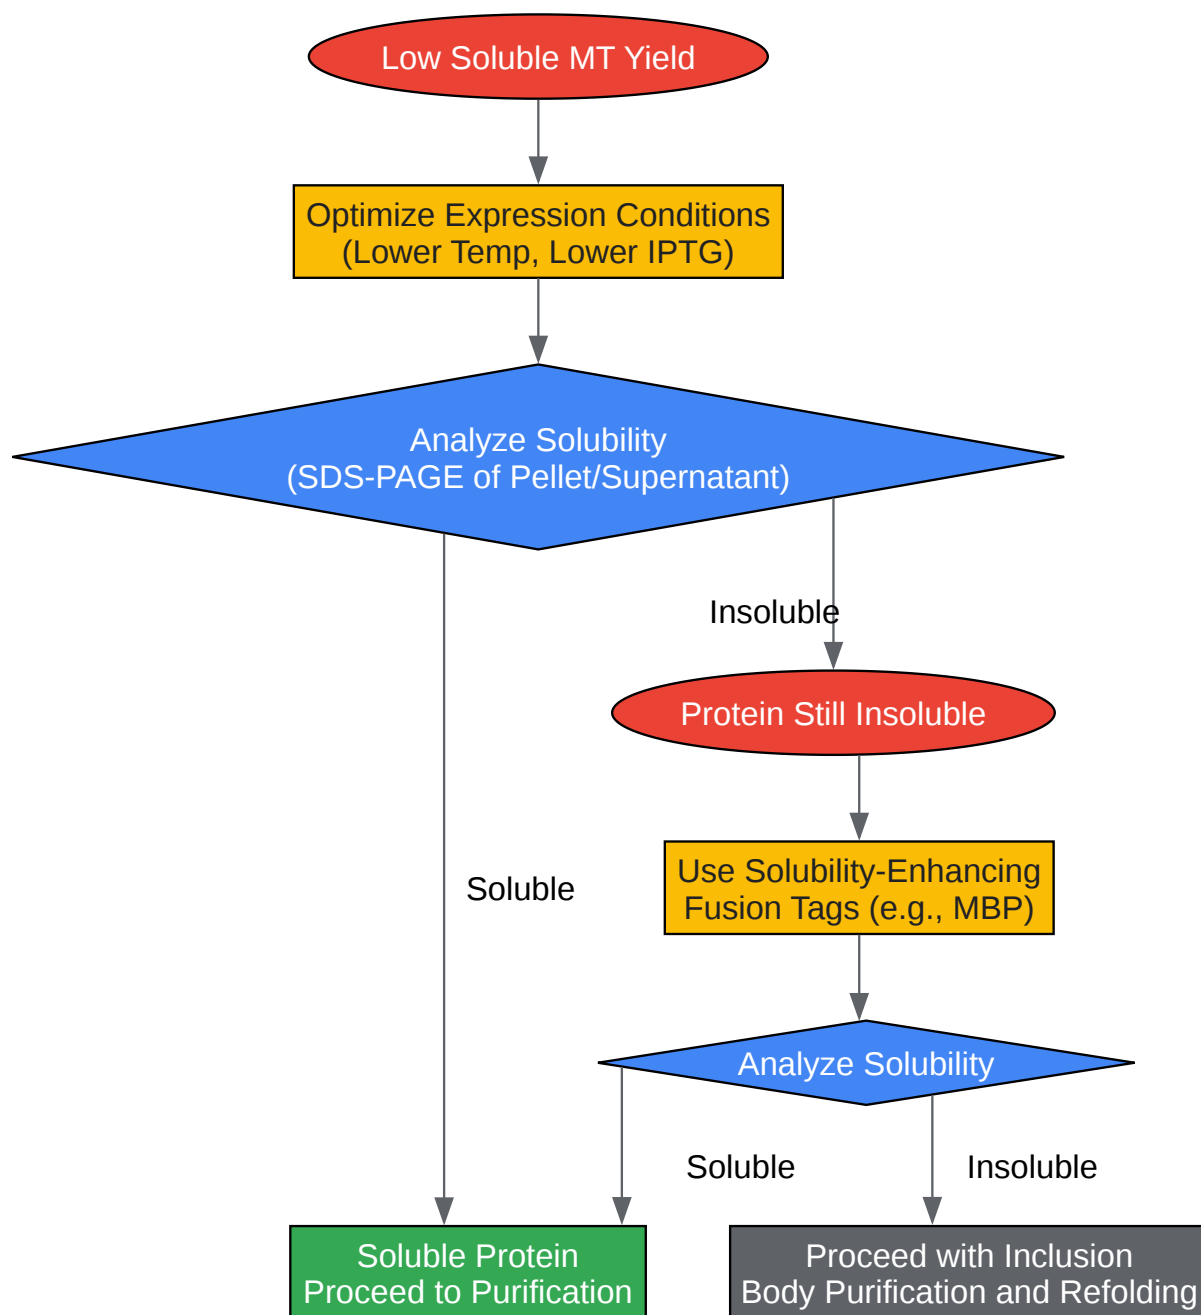 Low Soluble MT Yield
Optimize Expression Conditions
(Lower Temp, Lower IPTG)
Analyze Solubility
(SDS-PAGE of Pellet/Supernatant)
Insoluble
Protein Still Insoluble
Use Solubility-Enhancing
Fusion Tags (e.g., MBP)
Soluble
Analyze Solubility
Soluble
Insoluble
Soluble Protein
Proceed to Purification
Proceed with Inclusion
Body Purification and Refolding